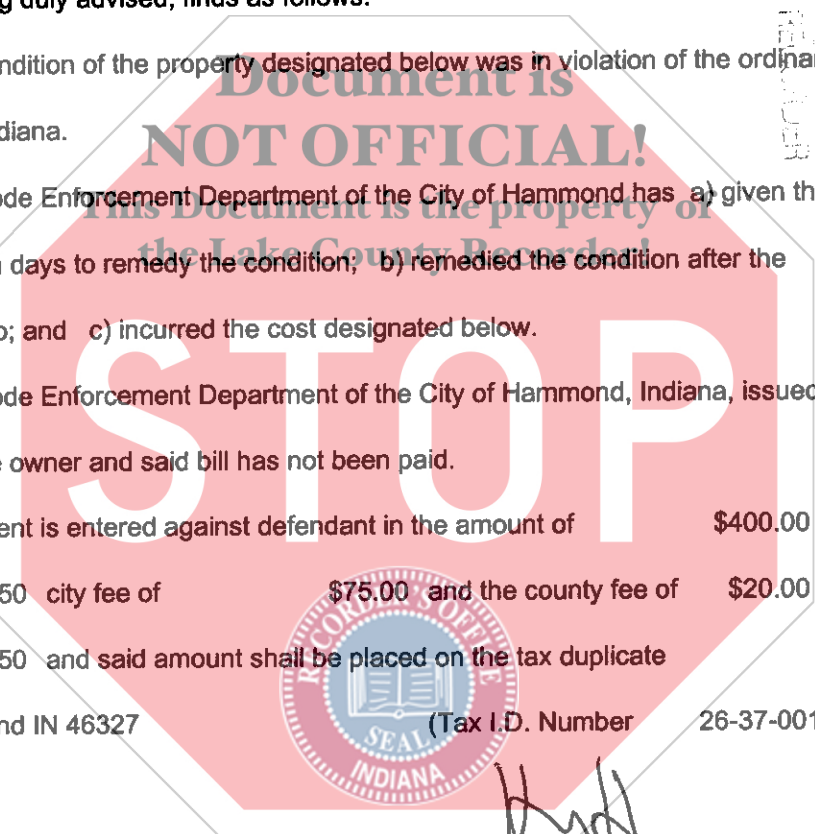 g duly advised, finds as follows:
ndition of the property designated below was in violation of the ordinar
Document is
diana.
NOT OFFICIAL!
ode Enforcement Department of the City of Hammond has a) given th
This Document is the property of
n days to remedy the condition; b) remedied the condition after the
the Lake County Recorder!
o; and c) incurred the cost designated below.
STOP
ode Enforcement Department of the City of Hammond, Indiana, issued
e owner and said bill has not been paid.
ent is entered against defendant in the amount of $400.00
50 city fee of $75.00 and the county fee of $20.00
50 and said amount shall be placed on the tax duplicate
nd IN 46327 (Tax I.D. Number 26-37-001
RECORDER'S OFFICE
SEAL
INDIANA